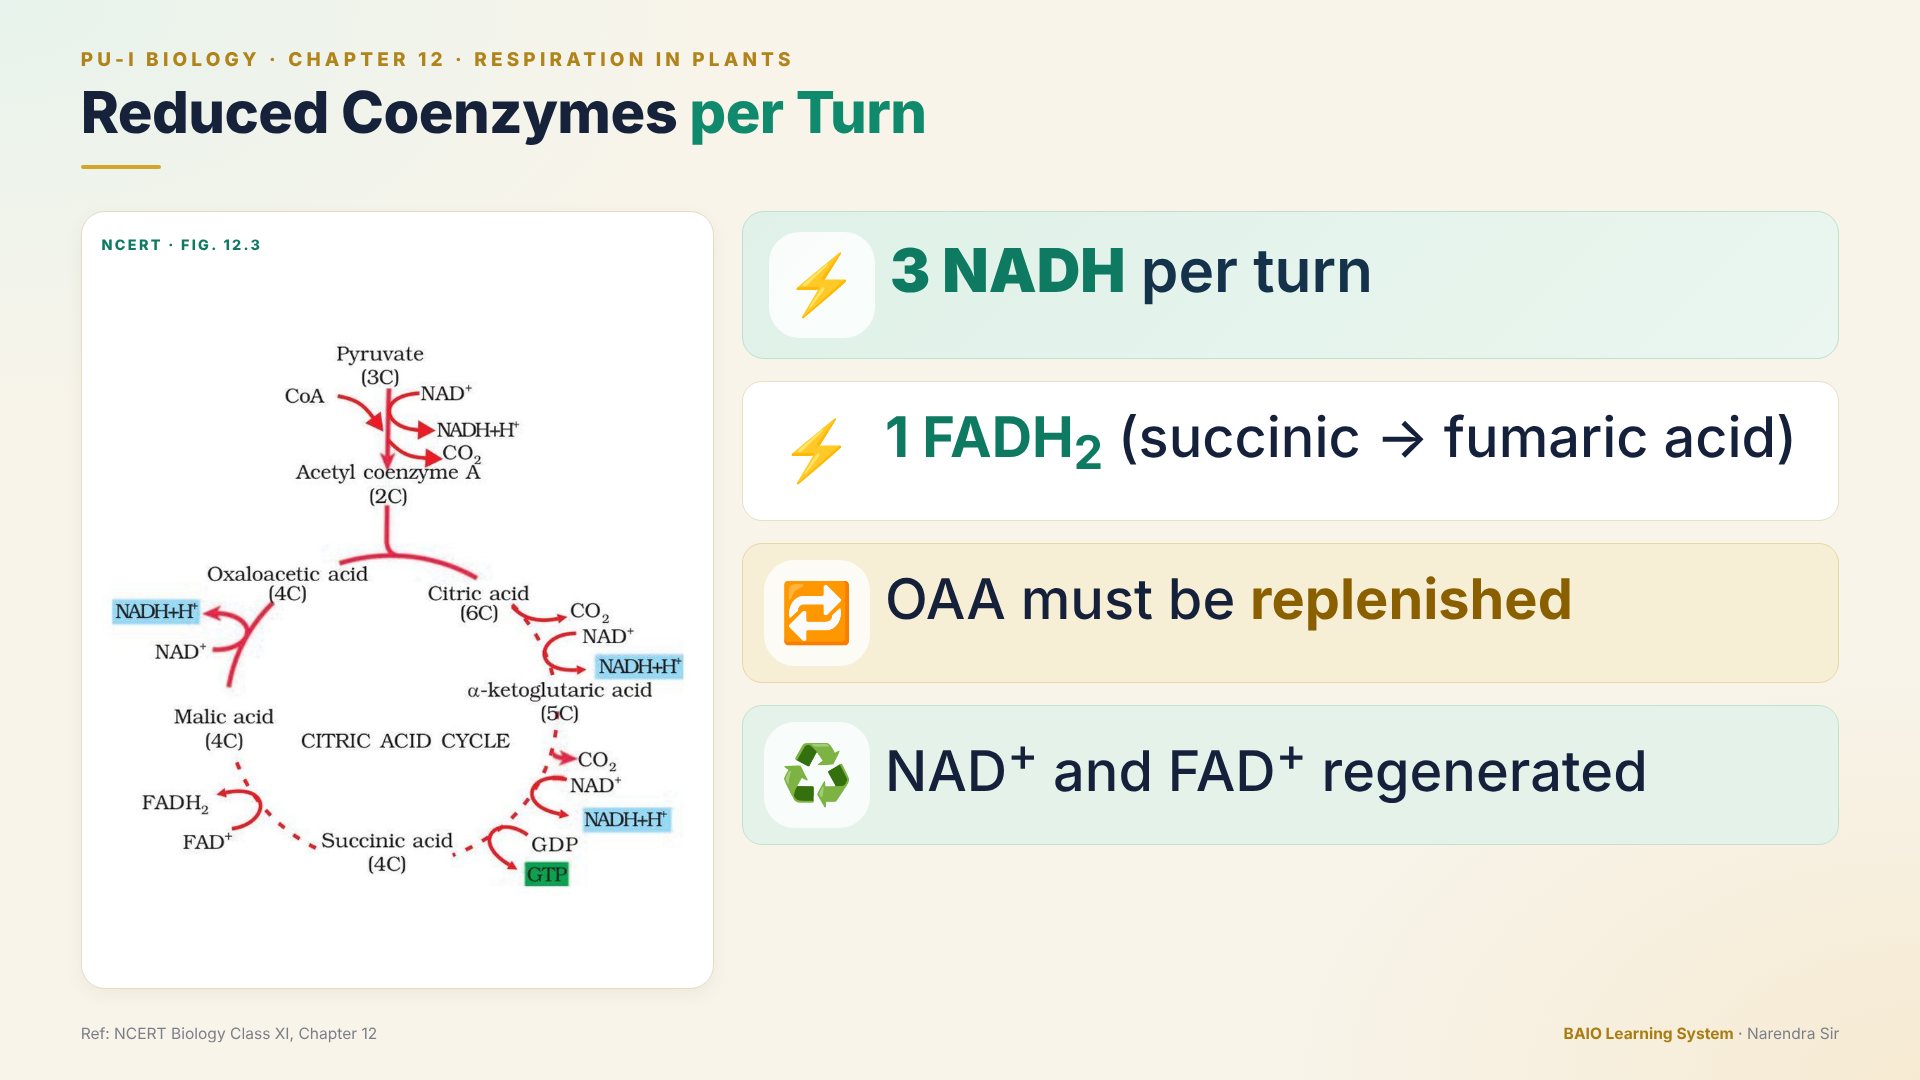 PU-I BIOLOGY · CHAPTER 12 · RESPIRATION IN PLANTS
Reduced Coenzymes per Turn
NCERT · FIG. 12.3
Pyruvate
(3C)
CoA
NAD⁺
NADH+H⁺
CO₂
Acetyl coenzyme A
(2C)
Oxaloacetic acid
(4C)
Citric acid
(6C)
NADH+H⁺
NAD⁺
CO₂
NAD⁺
NADH+H⁺
α-ketoglutaric acid
(5C)
Malic acid
(4C)
CITRIC ACID CYCLE
CO₂
NAD⁺
NADH+H⁺
FADH₂
FAD⁺
Succinic acid
(4C)
GDP
GTP
3 NADH per turn
1 FADH₂ (succinic → fumaric acid)
OAA must be replenished
NAD⁺ and FAD⁺ regenerated
Ref: NCERT Biology Class XI, Chapter 12
BAIO Learning System · Narendra Sir